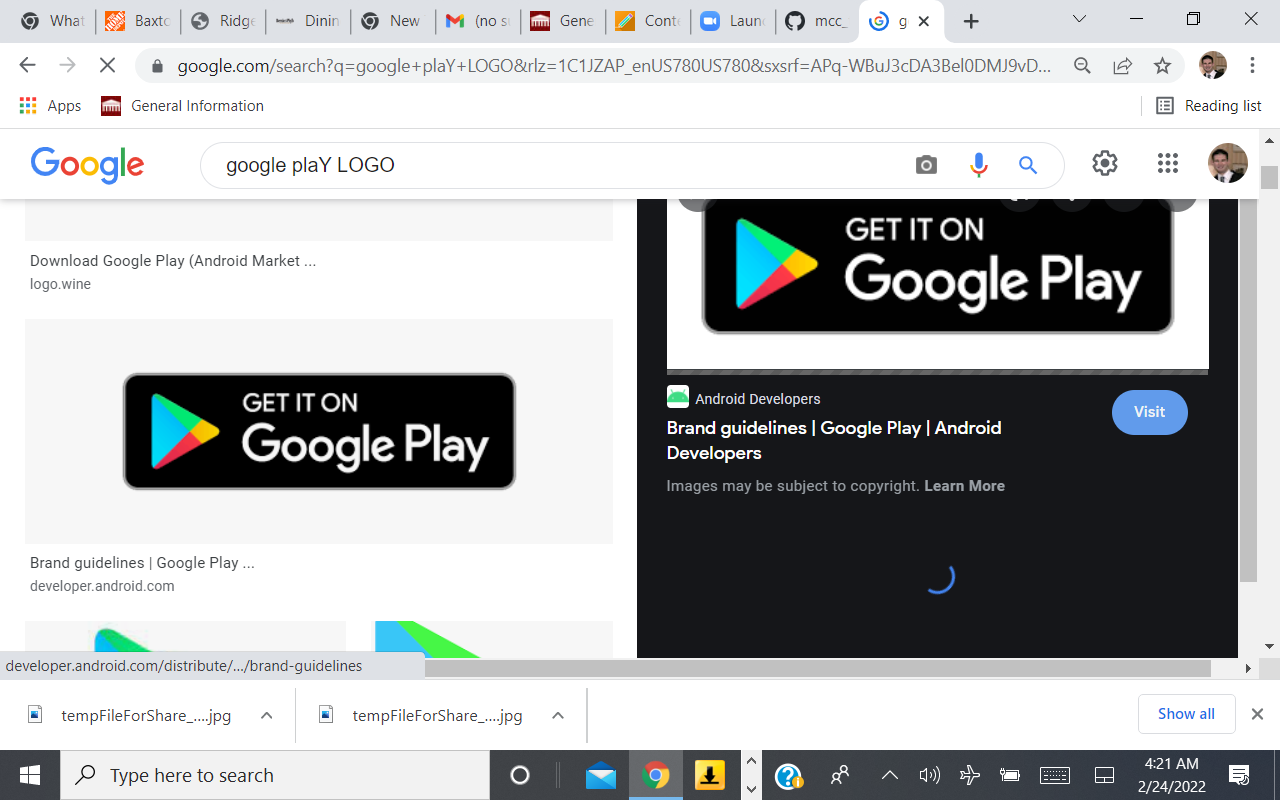 What
Baxto
Ridge
Dinin
New
(no s
Gene
Conte
Laun
mcc_
g
google.com/search?q=google+plaY+LOGO&rlz=1C1JZAP_enUS780US780&sxsrf=APq-WBuJ3cDA3Bel0DMJ9vD...
Apps
General Information
Reading list
Google
google plaY LOGO
Download Google Play (Android Market ...
logo.wine
GET IT ON
Google Play
Brand guidelines | Google Play ...
developer.android.com
GET IT ON
Google Play
Android Developers
Visit
Brand guidelines | Google Play | Android
Developers
Images may be subject to copyright. Learn More
developer.android.com/distribute/.../brand-guidelines
tempFileForShare_....jpg
tempFileForShare_....jpg
Show all
Type here to search
4:21 AM
2/24/2022